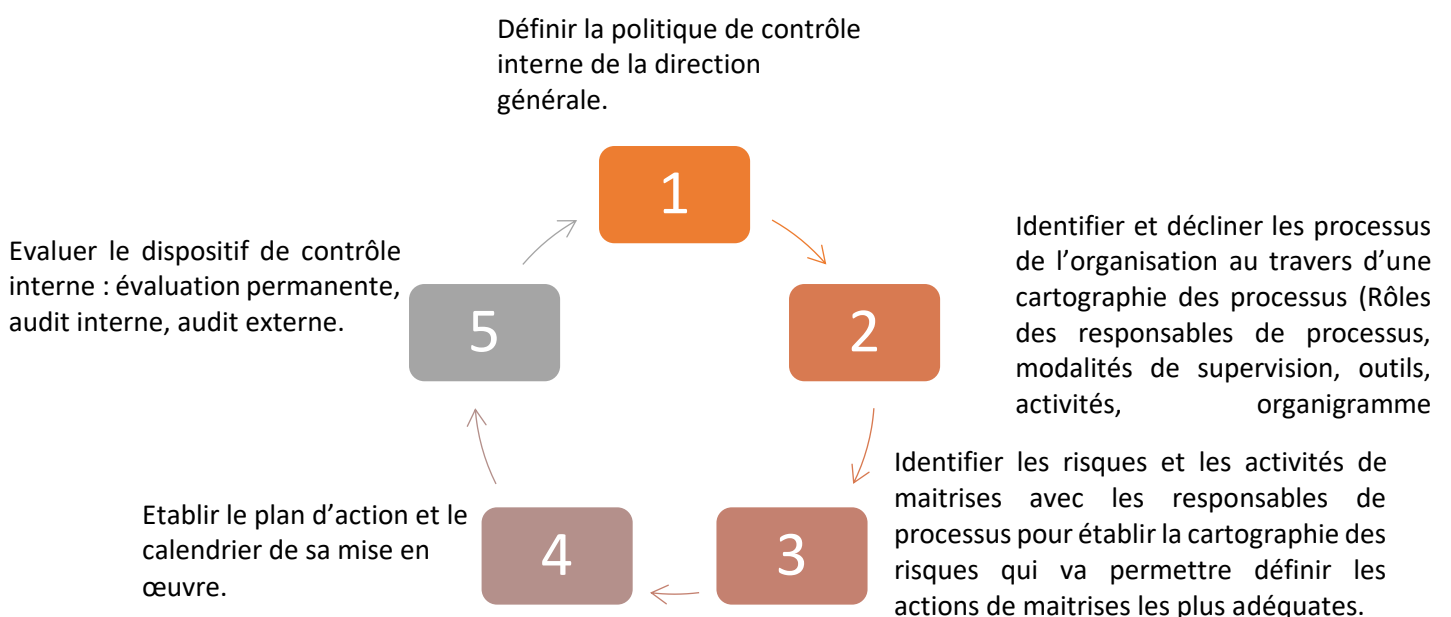 Définir la politique de contrôle
interne de la direction
générale.
1
Identifier et décliner les processus
de l’organisation au travers d’une
cartographie des processus (Rôles
des responsables de processus,
modalités de supervision, outils,
activités, organigramme
2
Identifier les risques et les activités de
maitrises avec les responsables de
processus pour établir la cartographie des
risques qui va permettre définir les
actions de maitrises les plus adéquates.
3
Etablir le plan d’action et le
calendrier de sa mise en
œuvre.
4
Evaluer le dispositif de contrôle
interne : évaluation permanente,
audit interne, audit externe.
5